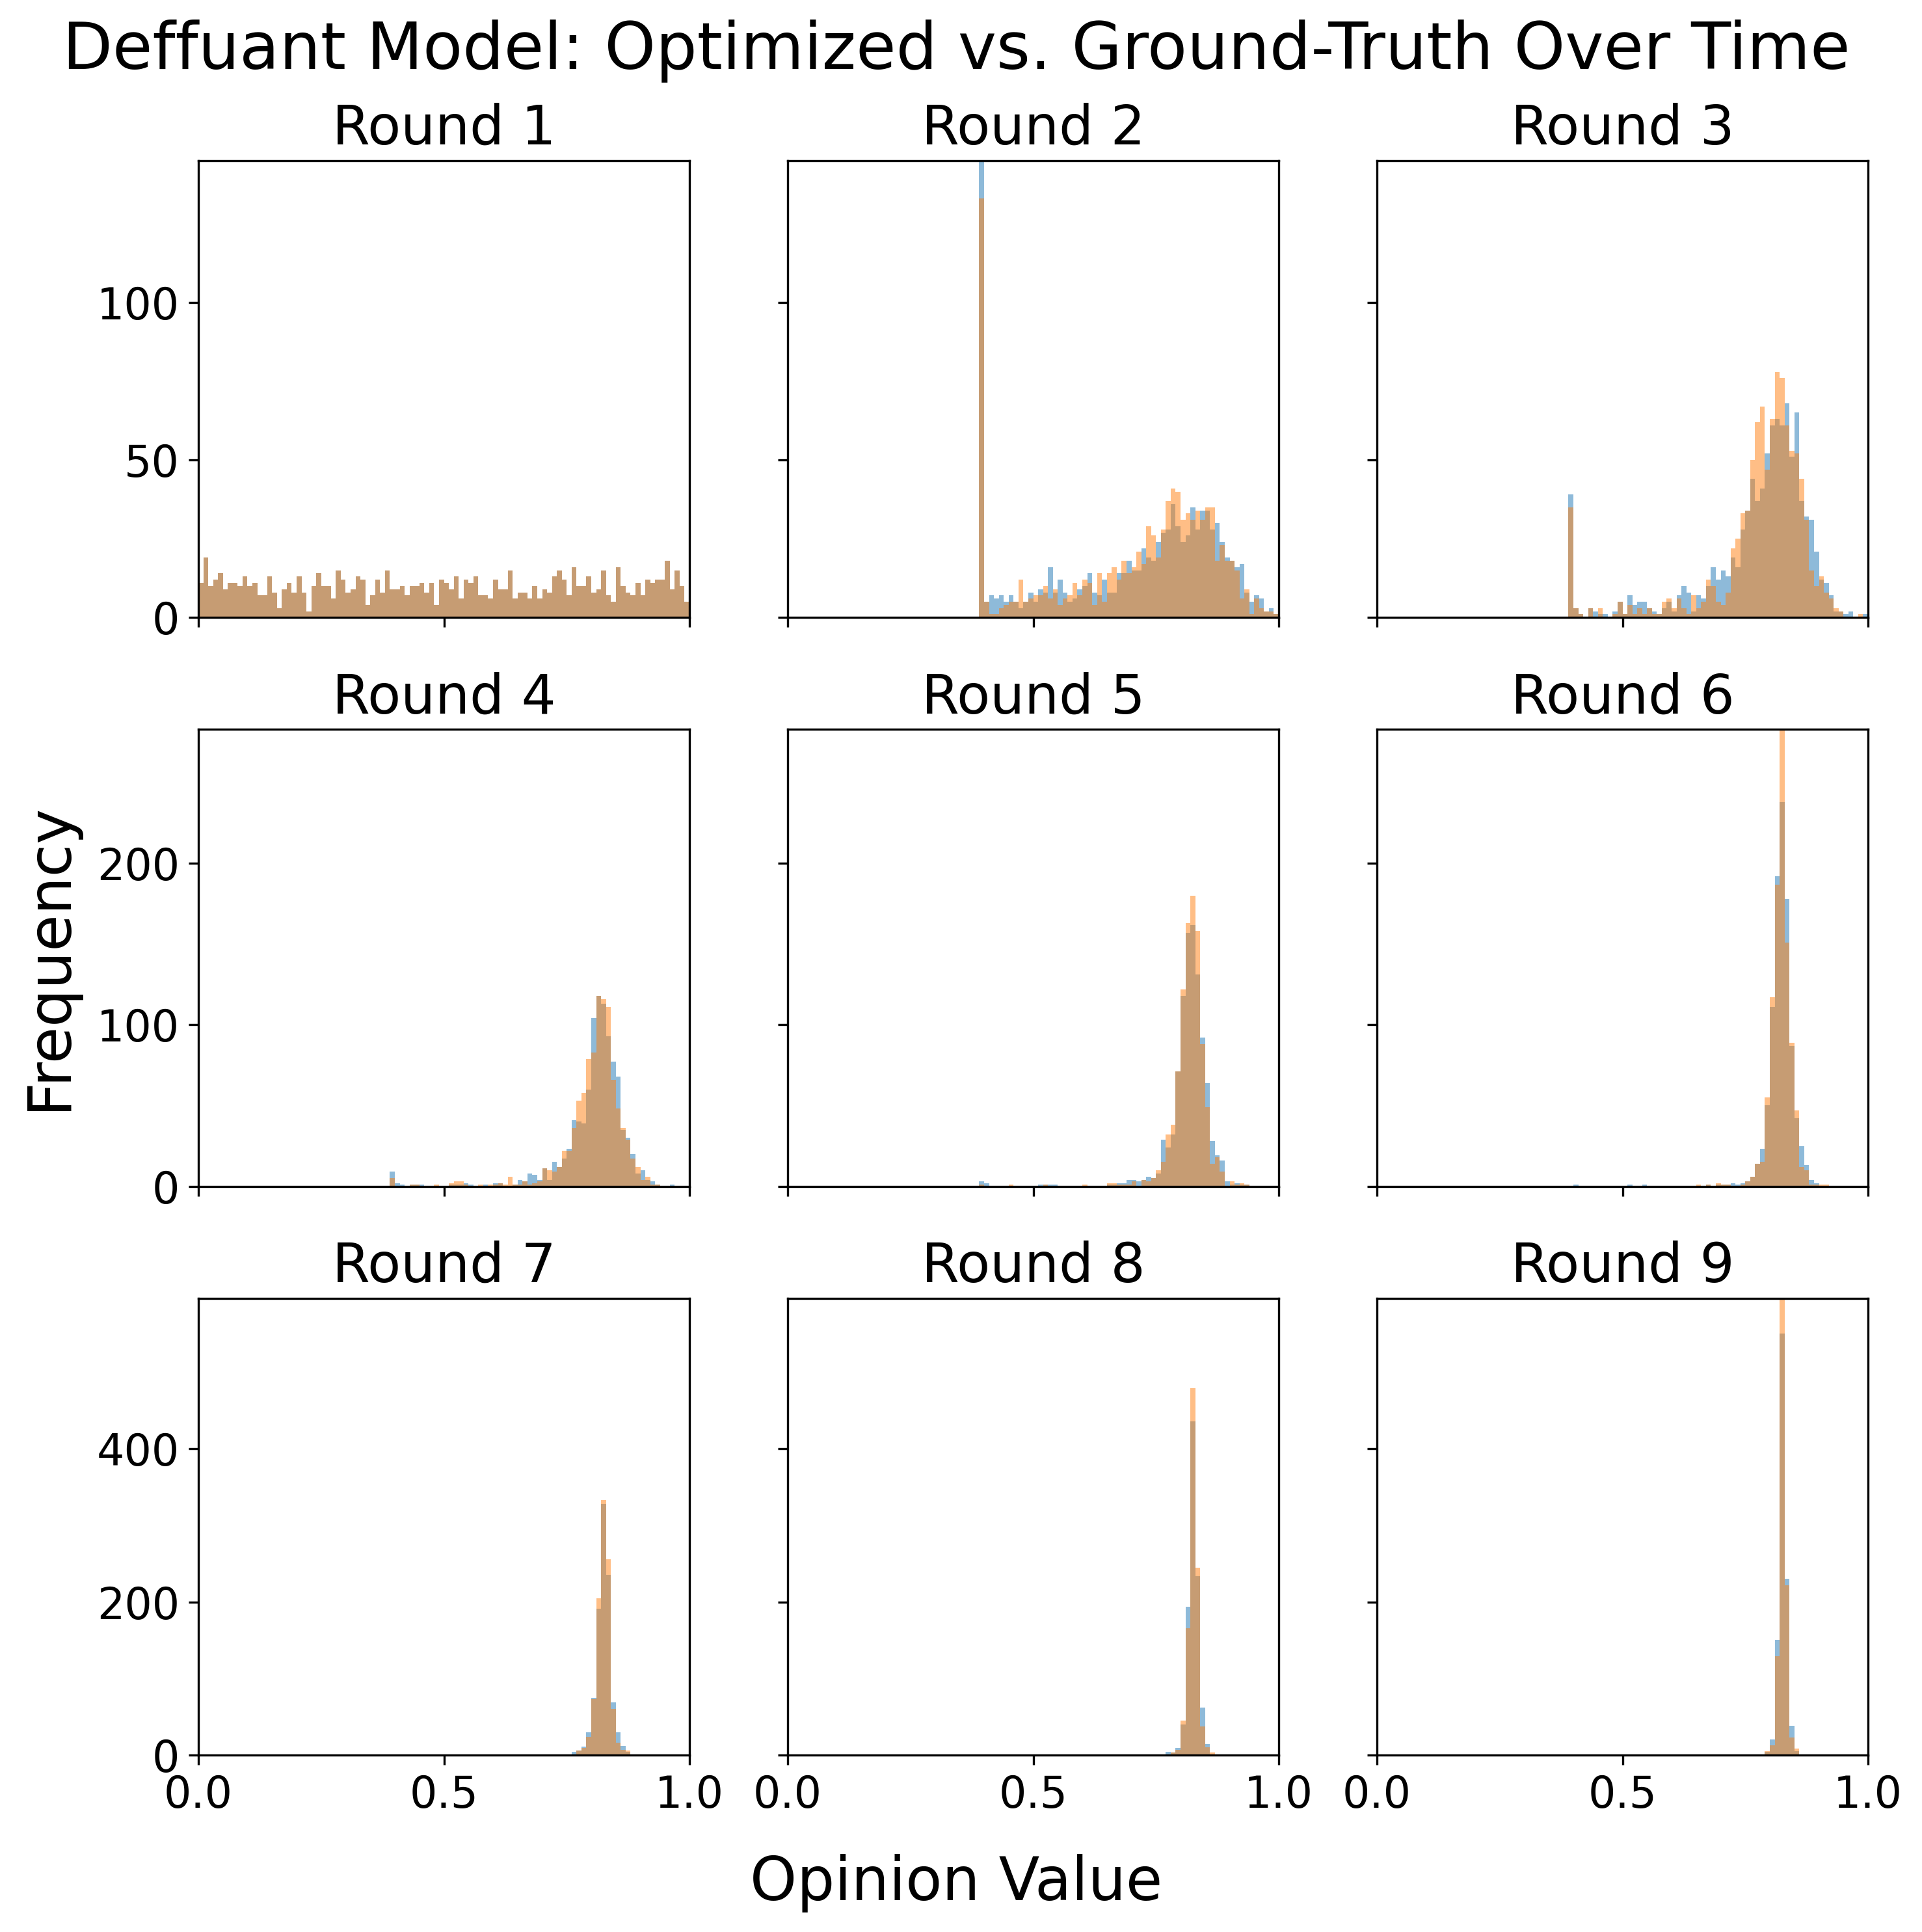 Deffuant Model: Optimized vs. Ground-Truth Over Time
Round 1
Round 2
Round 3
100
50
0
Round 4
Round 5
Round 6
Frequency
200
100
0
Round 7
Round 8
Round 9
400
200
0
0.0 0.5 1.0 0.0 0.5 1.0 0.0 0.5 1.0
Opinion Value